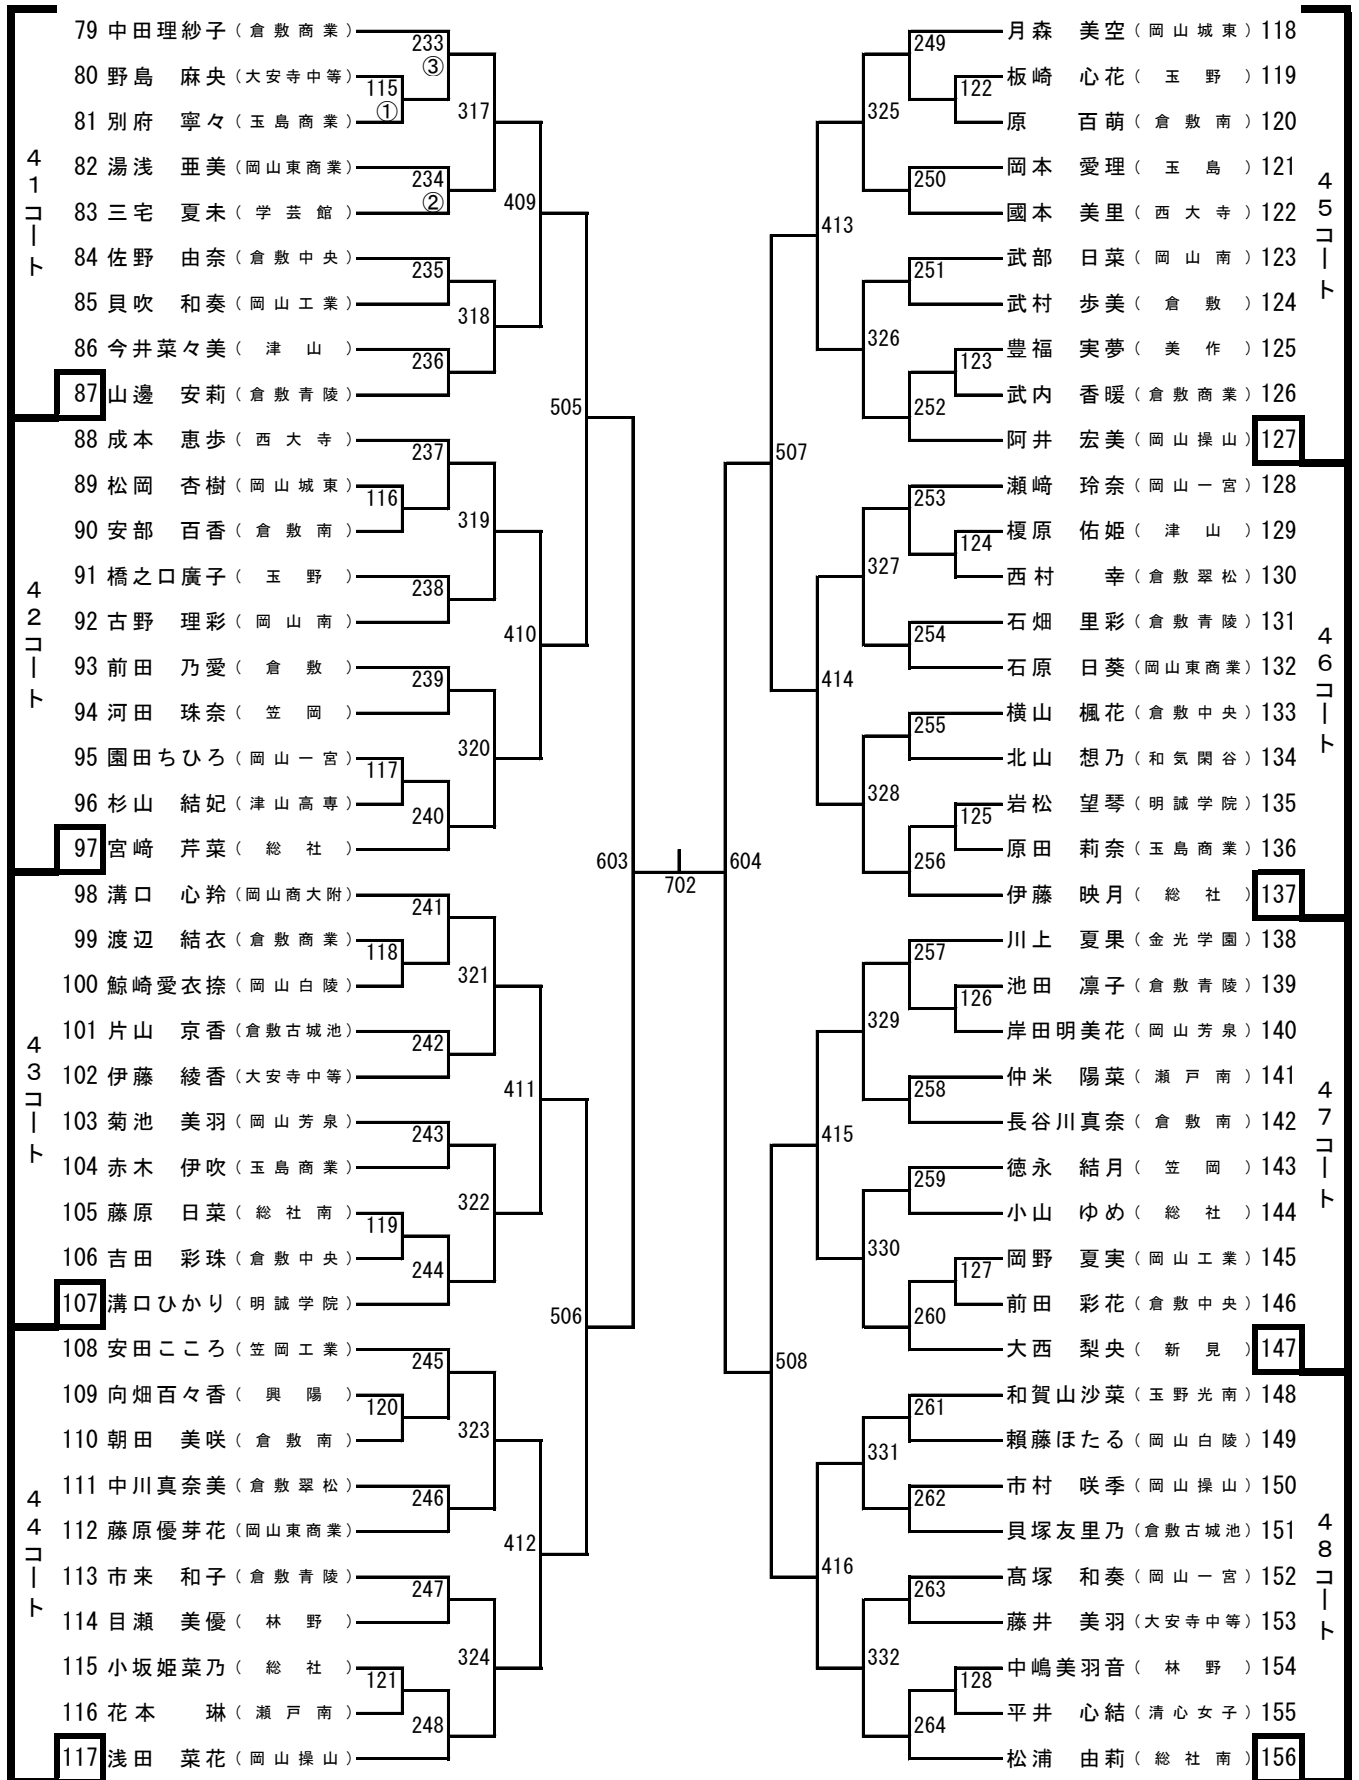 41コート
79 中田理紗子（倉敷商業）
80 野島　麻央（大安寺中等）
81 別府　寧々（玉島商業）
82 湯浅　亜美（岡山東商業）
83 三宅　夏未（学芸館）
84 佐野　由奈（倉敷中央）
85 貝吹　和奏（岡山工業）
86 今井菜々美（津山）
87 山邊　安莉（倉敷青陵）
42コート
88 成本　恵歩（西大寺）
89 松岡　杏樹（岡山城東）
90 安部　百香（倉敷南）
91 橋之口廣子（玉野）
92 古野　理彩（岡山南）
93 前田　乃愛（倉敷）
94 河田　珠奈（笠岡）
95 園田ちひろ（岡山一宮）
96 杉山　結妃（津山高専）
97 宮﨑　芹菜（総社）
43コート
98 溝口　心羚（岡山商大附）
99 渡辺　結衣（倉敷商業）
100 鯨崎愛衣捺（岡山白陵）
101 片山　京香（倉敷古城池）
102 伊藤　綾香（大安寺中等）
103 菊池　美羽（岡山芳泉）
104 赤木　伊吹（玉島商業）
105 藤原　日菜（総社南）
106 吉田　彩珠（倉敷中央）
107 溝口ひかり（明誠学院）
44コート
108 安田こころ（笠岡工業）
109 向畑百々香（興陽）
110 朝田　美咲（倉敷南）
111 中川真奈美（倉敷翠松）
112 藤原優芽花（岡山東商業）
113 市来　和子（倉敷青陵）
114 目瀬　美優（林野）
115 小坂姫菜乃（総社）
116 花本　　琳（瀬戸南）
117 浅田　菜花（岡山操山）
115
①
116
117
118
119
120
121
233
③
234
②
235
236
237
238
239
240
241
242
243
244
245
246
247
248
317
318
319
320
321
322
323
324
409
410
411
412
505
506
603
702
604
507
508
413
414
415
416
325
326
327
328
329
330
331
332
249
250
251
252
253
254
255
256
257
258
259
260
261
262
263
264
122
123
124
125
126
127
128
月森　美空（岡山城東）118
板崎　心花（玉野）119
原　　百萌（倉敷南）120
岡本　愛理（玉島）121
國本　美里（西大寺）122
武部　日菜（岡山南）123
武村　歩美（倉敷）124
豊福　実夢（美作）125
武内　香暖（倉敷商業）126
阿井　宏美（岡山操山）127
45コート
瀬﨑　玲奈（岡山一宮）128
榎原　佑姫（津山）129
西村　　幸（倉敷翠松）130
石畑　里彩（倉敷青陵）131
石原　日葵（岡山東商業）132
横山　楓花（倉敷中央）133
北山　想乃（和気閑谷）134
岩松　望琴（明誠学院）135
原田　莉奈（玉島商業）136
伊藤　映月（総社）137
46コート
川上　夏果（金光学園）138
池田　凛子（倉敷青陵）139
岸田明美花（岡山芳泉）140
仲米　陽菜（瀬戸南）141
長谷川真奈（倉敷南）142
徳永　結月（笠岡）143
小山　ゆめ（総社）144
岡野　夏実（岡山工業）145
前田　彩花（倉敷中央）146
大西　梨央（新見）147
47コート
和賀山沙菜（玉野光南）148
賴藤ほたる（岡山白陵）149
市村　咲季（岡山操山）150
貝塚友里乃（倉敷古城池）151
髙塚　和奏（岡山一宮）152
藤井　美羽（大安寺中等）153
中嶋美羽音（林野）154
平井　心結（清心女子）155
松浦　由莉（総社南）156
48コート